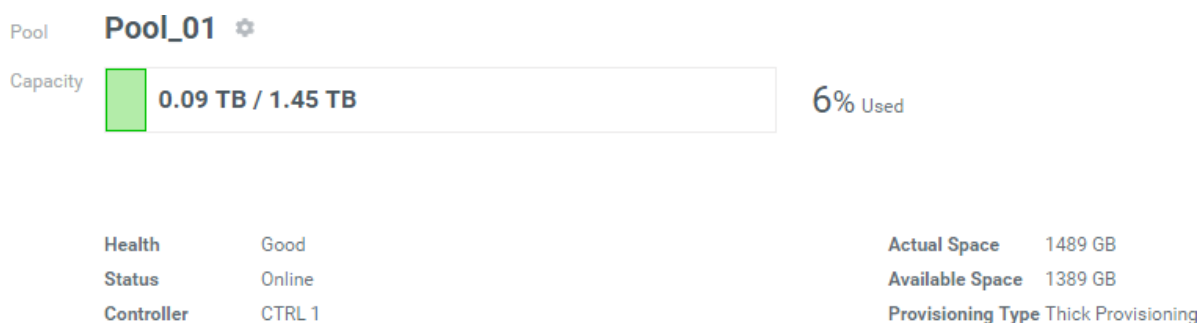 Pool Pool_01
Capacity 0.09 TB / 1.45 TB 6% Used
Health Good Actual Space 1489 GB
Status Online Available Space 1389 GB
Controller CTRL 1 Provisioning Type Thick Provisioning